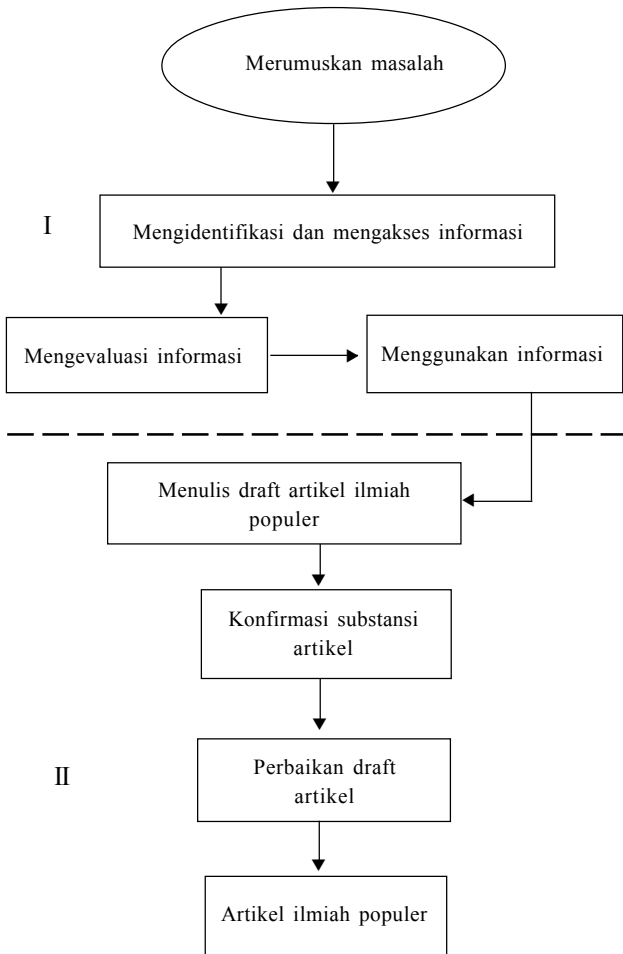 Merumuskan masalah
I
Mengidentifikasi dan mengakses informasi
Mengevaluasi informasi
Menggunakan informasi
Menulis draft artikel ilmiah
populer
Konfirmasi substansi
artikel
II
Perbaikan draft
artikel
Artikel ilmiah populer